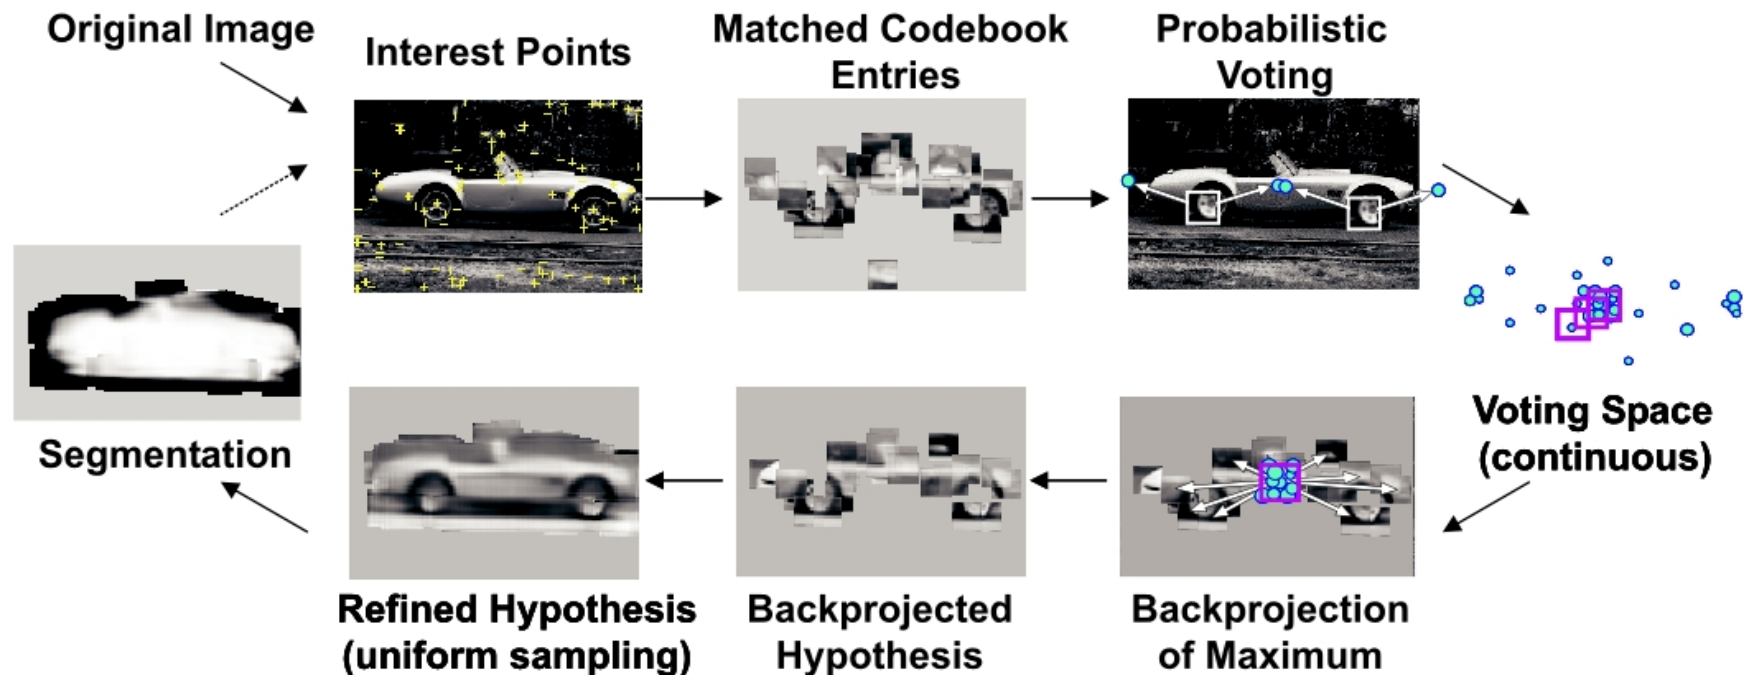 Original Image
Interest Points
Matched Codebook
Entries
Probabilistic
Voting
Voting Space
(continuous)
Segmentation
Refined Hypothesis
(uniform sampling)
Backprojected
Hypothesis
Backprojection
of Maximum